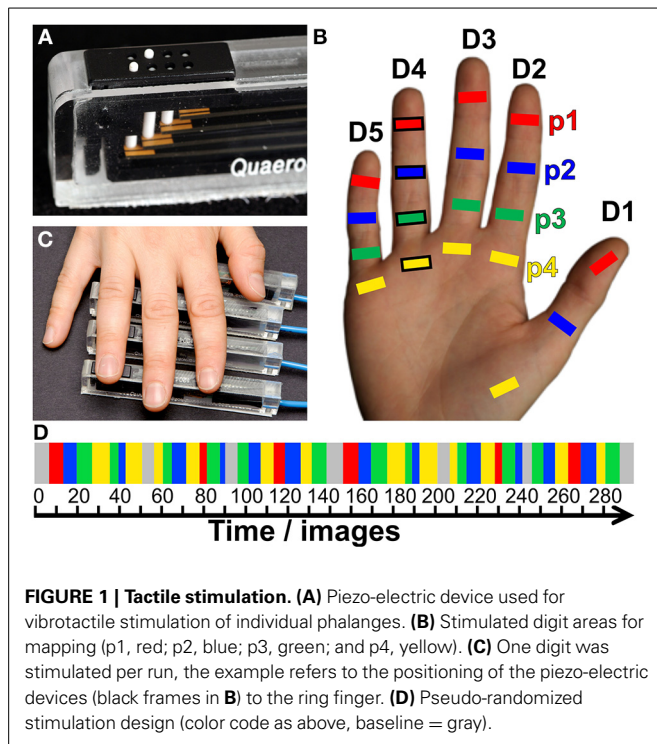 A
B
D3
D4
D2
p1
D5
p2
Quaero
D1
p3
C
p4
D
0 20 40 60 80 100 120 140 160 180 200 220 240 260 280
Time / images
FIGURE 1 | Tactile stimulation. (A) Piezo-electric device used for
vibrotactile stimulation of individual phalanges. (B) Stimulated digit areas for
mapping (p1, red; p2, blue; p3, green; and p4, yellow). (C) One digit was
stimulated per run, the example refers to the positioning of the piezo-electric
devices (black frames in B) to the ring finger. (D) Pseudo-randomized
stimulation design (color code as above, baseline = gray).